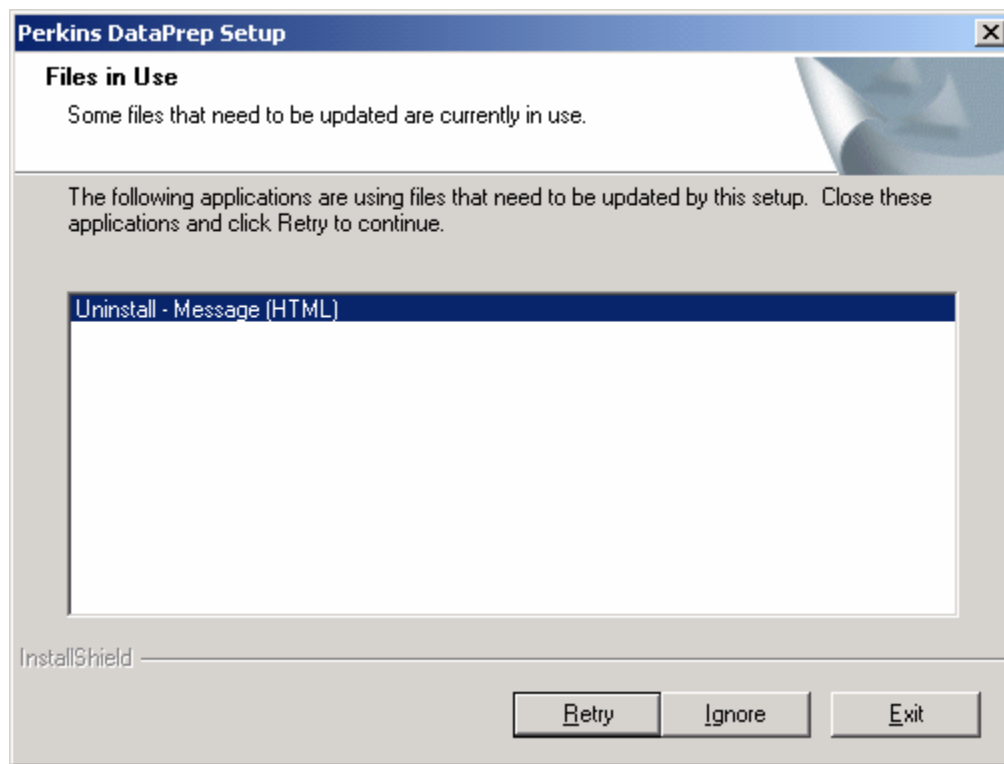 Perkins DataPrep Setup
Files in Use
Some files that need to be updated are currently in use.
The following applications are using files that need to be updated by this setup.  Close these
applications and click Retry to continue.
Uninstall - Message (HTML)
InstallShield
Retry
Ignore
Exit